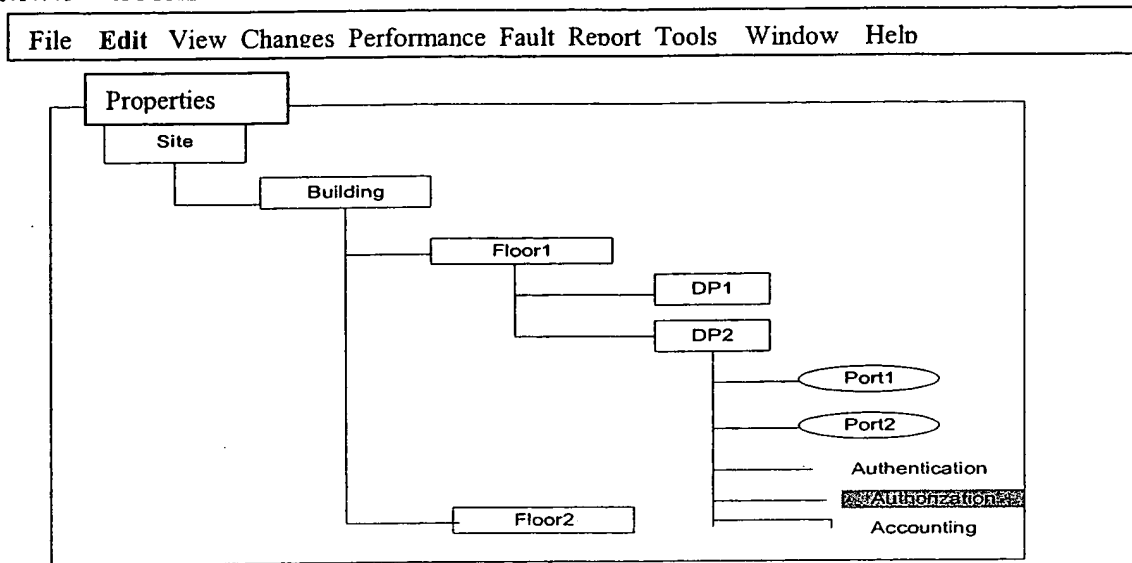 File Edit View Changes Performance Fault Report Tools Window Help
Properties
Site
Building
Floor1
DP1
DP2
Port1
Port2
Authentication
Authorization
Floor2
Accounting